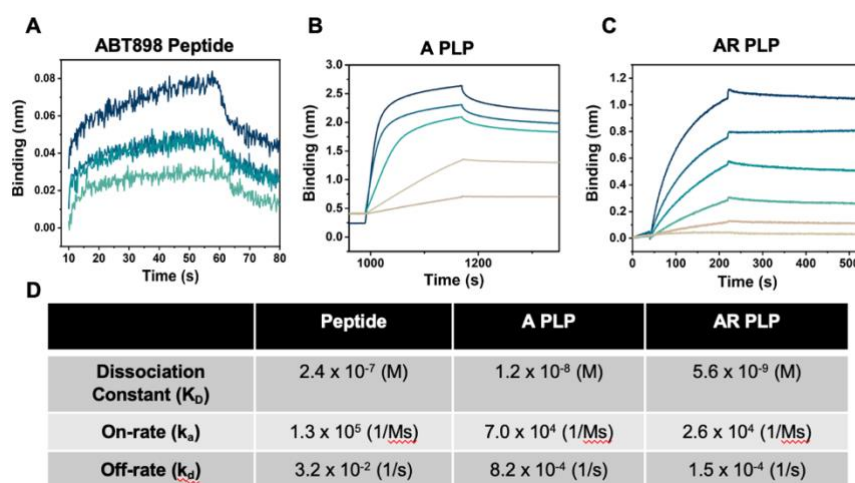 A
ABT898 Peptide
Binding (nm)
0.08
0.06
0.04
0.02
0.00
10 20 30 40 50 60 70 80
Time (s)
B
A PLP
Binding (nm)
3.0
2.5
2.0
1.5
1.0
0.5
0.0
1000 1200
Time (s)
C
AR PLP
Binding (nm)
1.2
1.0
0.8
0.6
0.4
0.2
0.0
0 100 200 300 400 500
Time (s)
D
Peptide A PLP AR PLP
Dissociation
Constant (K_D) 2.4 x 10⁻⁷ (M) 1.2 x 10⁻⁸ (M) 5.6 x 10⁻⁹ (M)
On-rate (kₐ) 1.3 x 10⁵ (1/Ms) 7.0 x 10⁴ (1/Ms) 2.6 x 10⁴ (1/Ms)
Off-rate (k_d) 3.2 x 10⁻² (1/s) 8.2 x 10⁻⁴ (1/s) 1.5 x 10⁻⁴ (1/s)